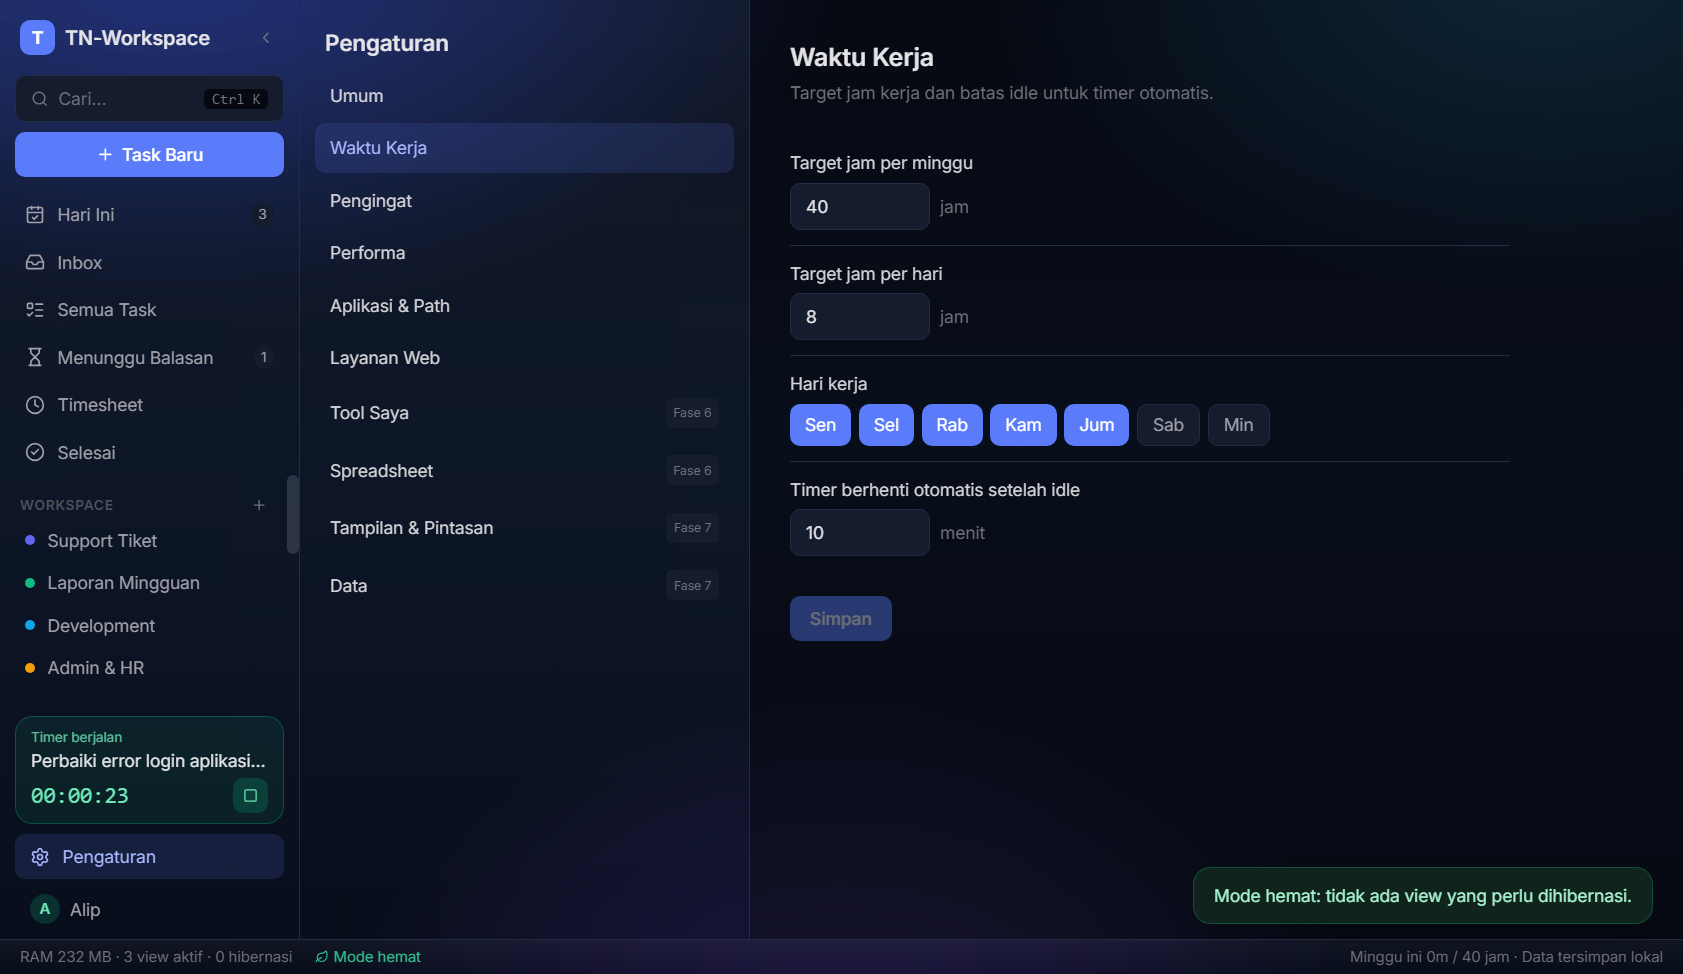 T TN-Workspace
Cari... Ctrl K
+ Task Baru
Hari Ini 3
Inbox
Semua Task
Menunggu Balasan 1
Timesheet
Selesai
WORKSPACE +
Support Tiket
Laporan Mingguan
Development
Admin & HR
Timer berjalan
Perbaiki error login aplikasi...
00:00:23
Pengaturan
A Alip
Pengaturan
Umum
Waktu Kerja
Pengingat
Performa
Aplikasi & Path
Layanan Web
Tool Saya Fase 6
Spreadsheet Fase 6
Tampilan & Pintasan Fase 7
Data Fase 7
Waktu Kerja
Target jam kerja dan batas idle untuk timer otomatis.
Target jam per minggu
40 jam
Target jam per hari
8 jam
Hari kerja
Sen Sel Rab Kam Jum Sab Min
Timer berhenti otomatis setelah idle
10 menit
Simpan
Mode hemat: tidak ada view yang perlu dihibernasi.
RAM 232 MB · 3 view aktif · 0 hibernasi Mode hemat Minggu ini 0m / 40 jam · Data tersimpan lokal